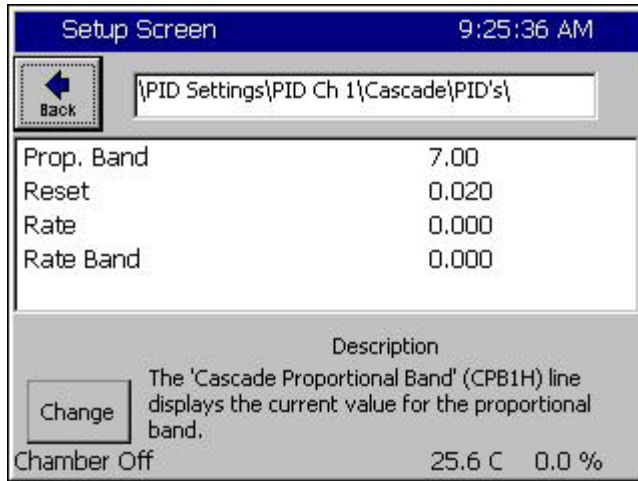 Setup Screen 9:25:36 AM
Back
\PID Settings\PID Ch 1\Cascade\PID's\
Prop. Band 7.00
Reset 0.020
Rate 0.000
Rate Band 0.000
Description
The 'Cascade Proportional Band' (CPB1H) line
displays the current value for the proportional
band.
Change
Chamber Off 25.6 C 0.0 %